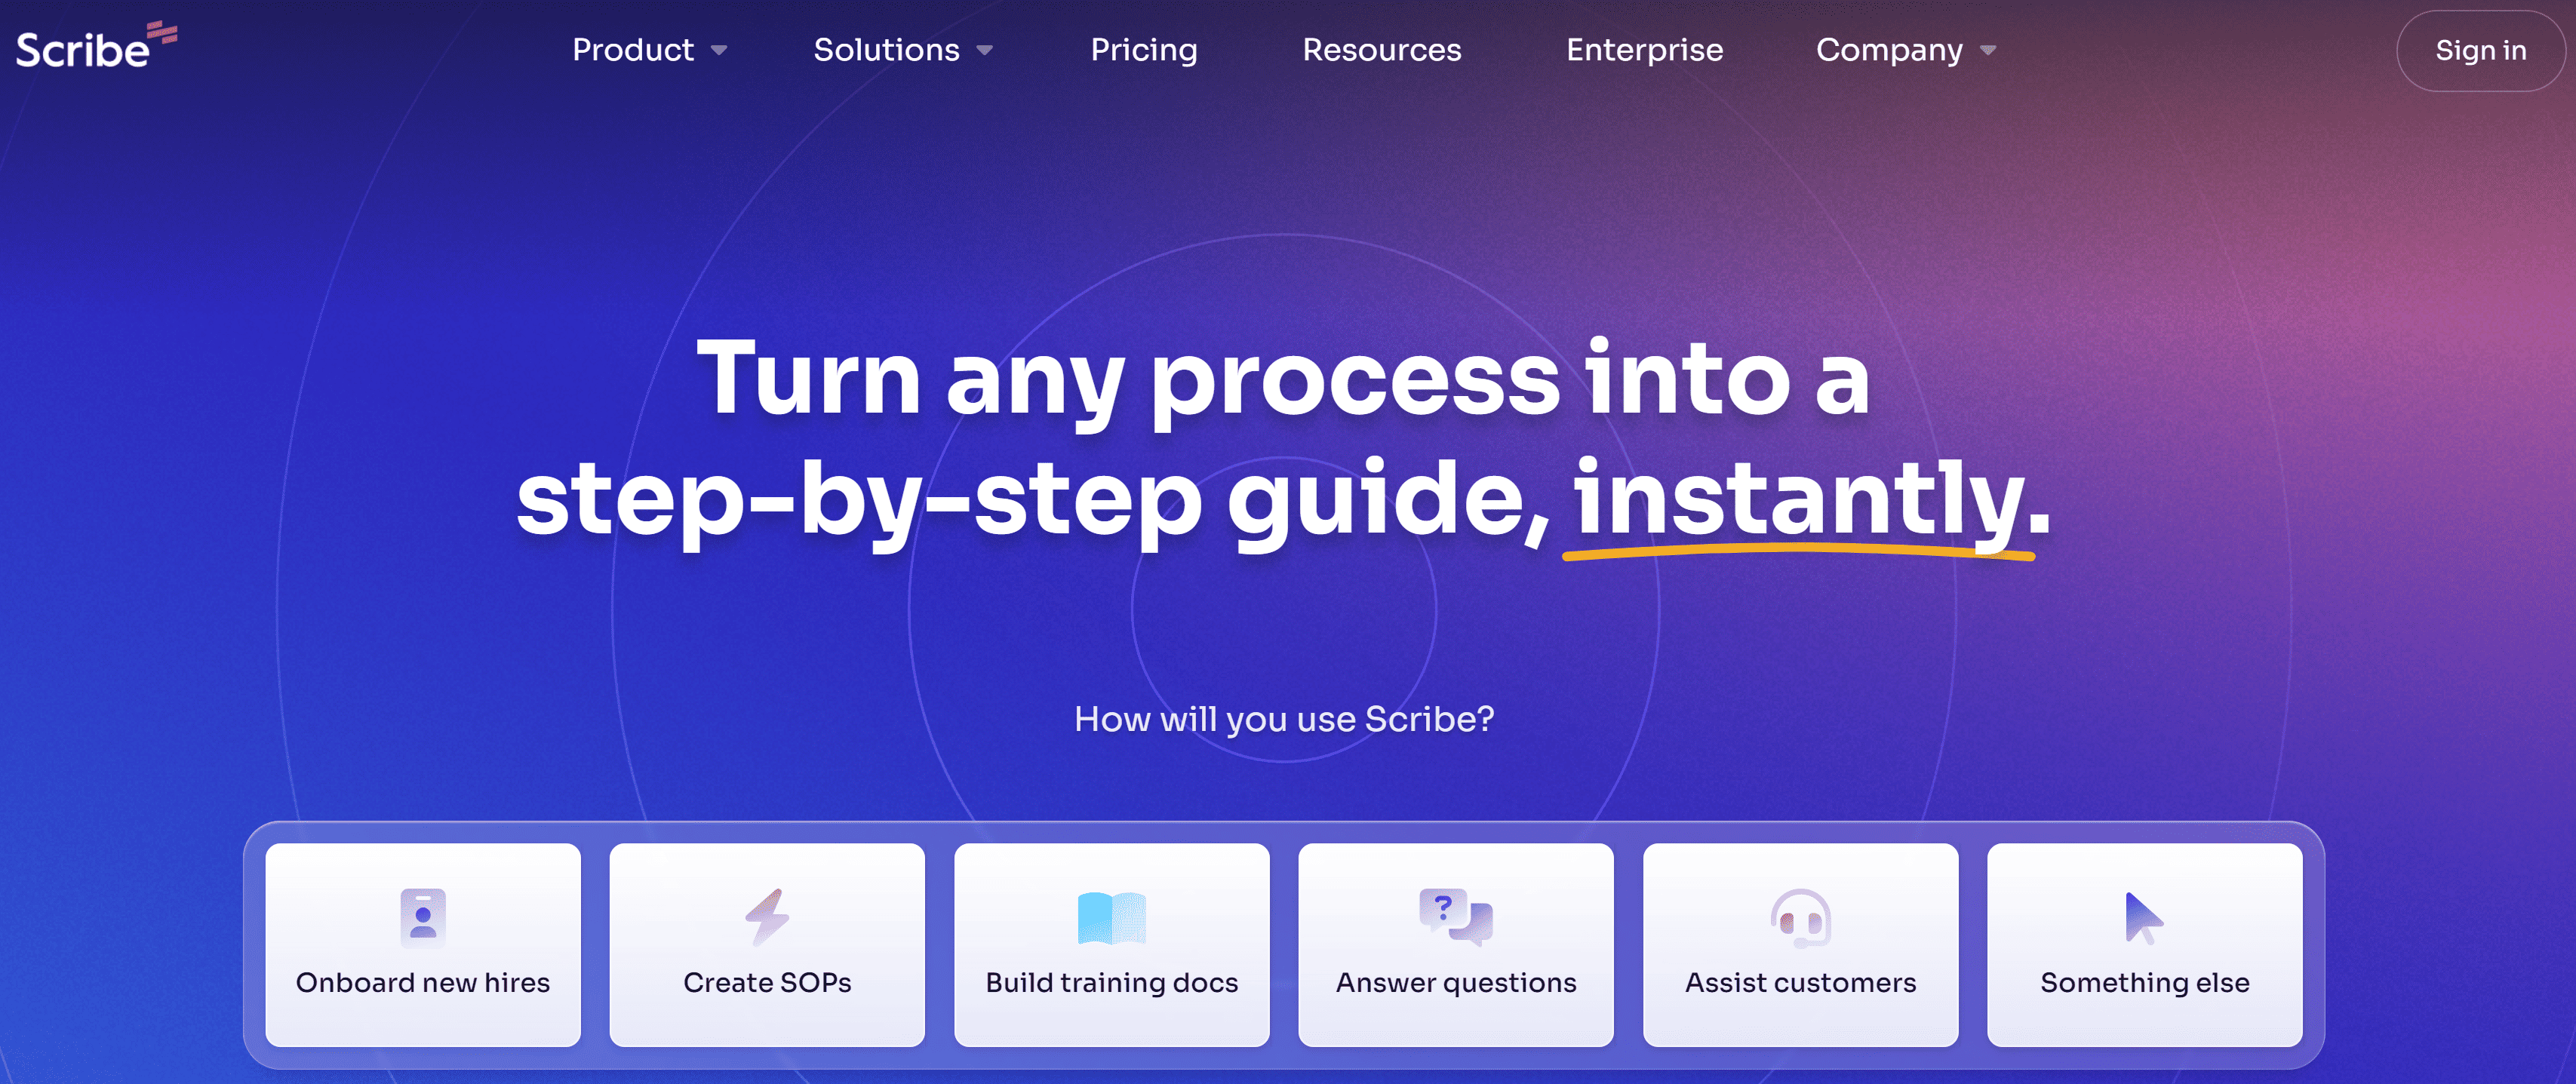 Scribe
Product
Solutions
Pricing
Resources
Enterprise
Company
Sign in
Turn any process into a
step-by-step guide, instantly.
How will you use Scribe?
Onboard new hires
Create SOPs
Build training docs
?
Answer questions
Assist customers
Something else